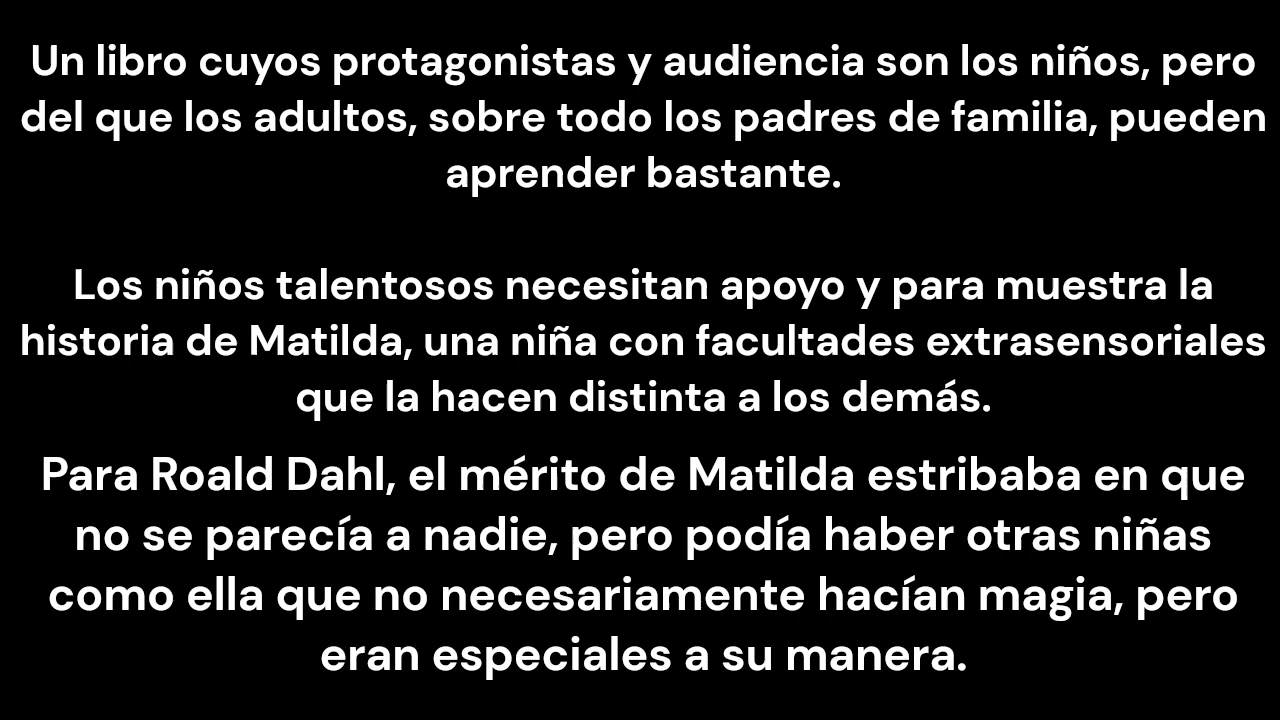 Un libro cuyos protagonistas y audiencia son los niños, pero
del que los adultos, sobre todo los padres de familia, pueden
aprender bastante.
Los niños talentosos necesitan apoyo y para muestra la
historia de Matilda, una niña con facultades extrasensoriales
que la hacen distinta a los demás.
Para Roald Dahl, el mérito de Matilda estribaba en que
no se parecía a nadie, pero podía haber otras niñas
como ella que no necesariamente hacían magia, pero
eran especiales a su manera.